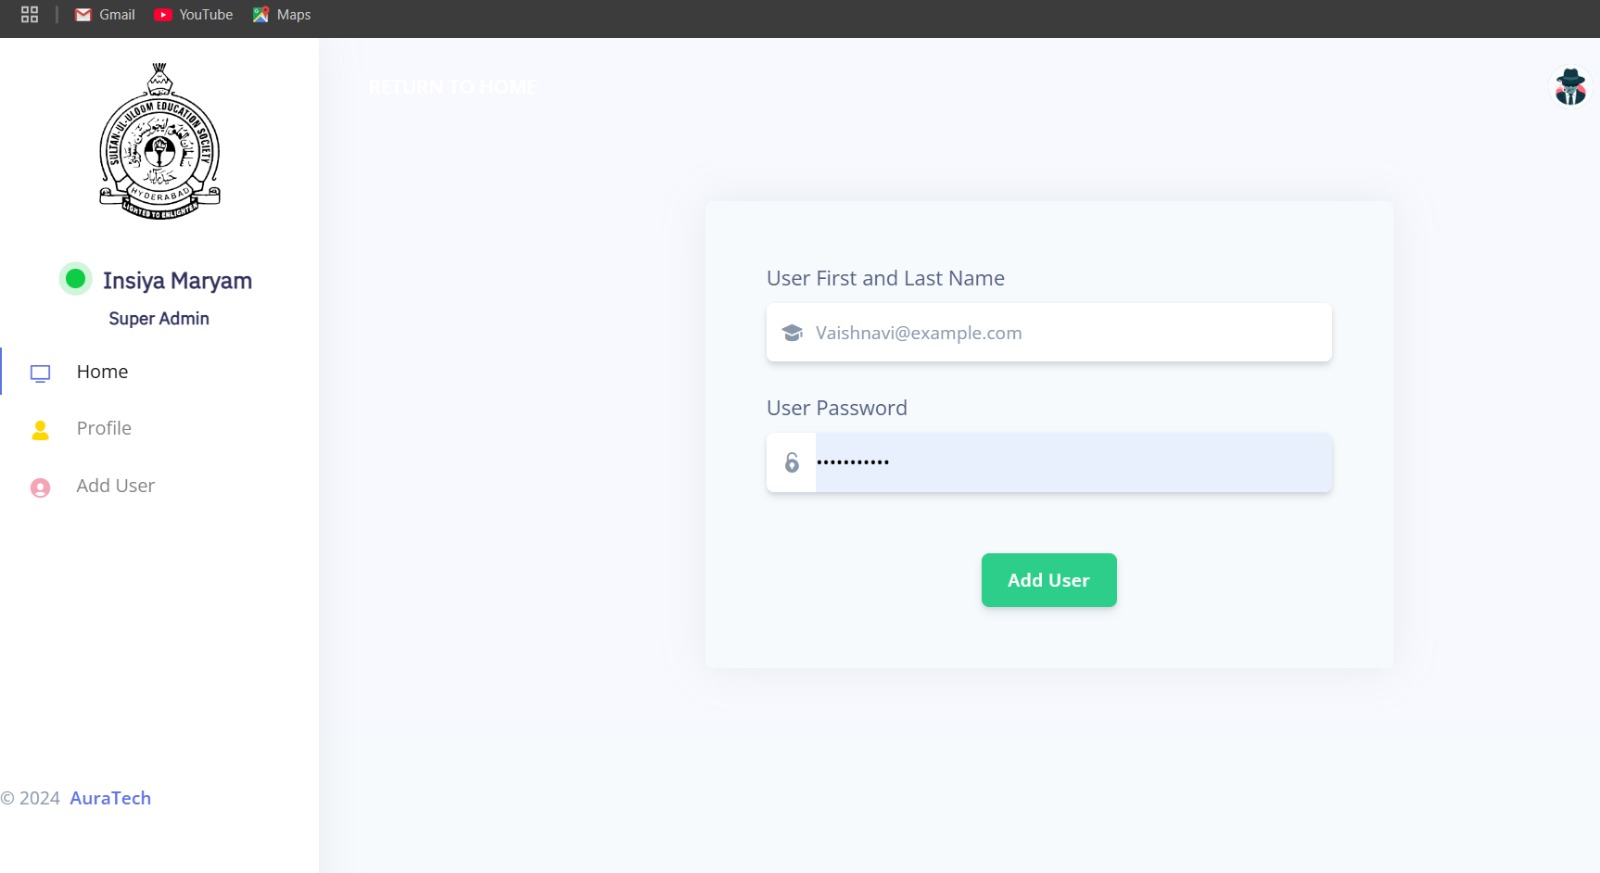 Gmail YouTube Maps
SULTAN-UL-ULOOM EDUCATION SOCIETY
HYDERABAD
LIGHTED TO ENLIGHTEN
RETURN TO HOME
Insiya Maryam
Super Admin
Home
Profile
Add User
© 2024 AuraTech
User First and Last Name
Vaishnavi@example.com
User Password
•••••••••••
Add User